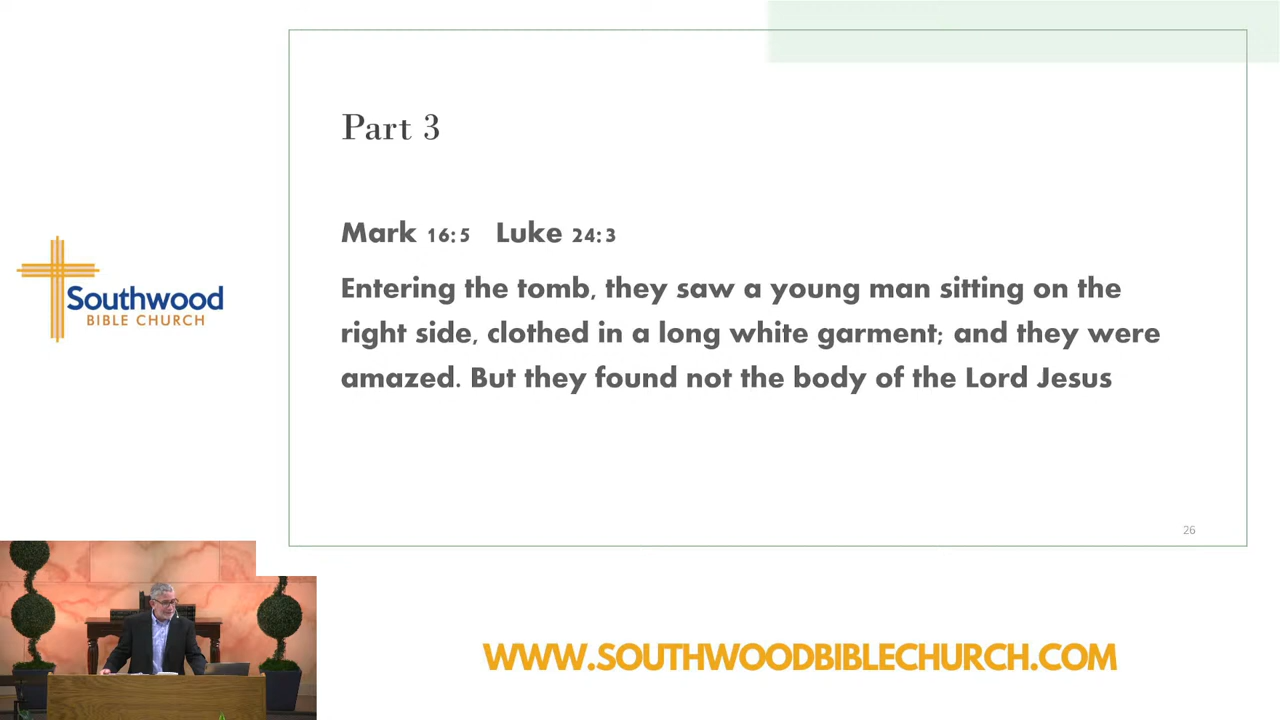 Part 3
Mark 16:5 Luke 24:3
Entering the tomb, they saw a young man sitting on the
right side, clothed in a long white garment; and they were
amazed. But they found not the body of the Lord Jesus
26
Southwood
BIBLE CHURCH
WWW.SOUTHWOODBIBLECHURCH.COM